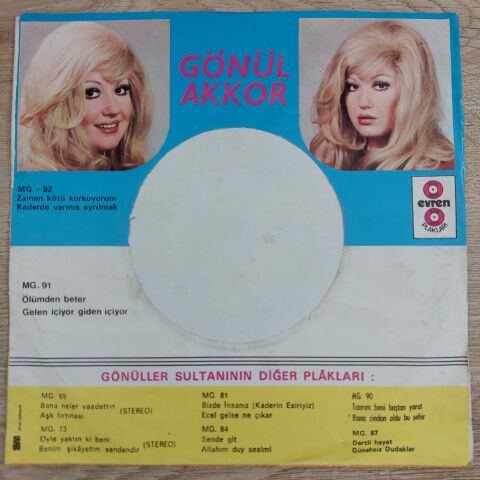 GÖNÜL
AKKOR
MG - 92
Zaman kötü korkuyorum
Kaderde varmış ayrılmak
evren
PLAKLARI
MG. 91
Ölümden beter
Gelen içiyor giden içiyor
GÖNÜLLER SULTANININ DİĞER PLÂKLARI :
MG. 69
Bana neler vaadettin
Aşk fırtınası
(STEREO)
MG. 73
Öyle yaktın ki beni
Benim şikâyetim sendendir
(STEREO)
MG. 81
Bizde İnsanız (Kaderin Esiriyiz)
Ecel gelse ne çıkar
MG. 84
Sende git
Allahım duy sesimi
MG. 90
Tanrım beni baştan yarat
Bana zindan oldu bu şehir
MG. 87
Dertli hayat
Günahsız Dudaklar